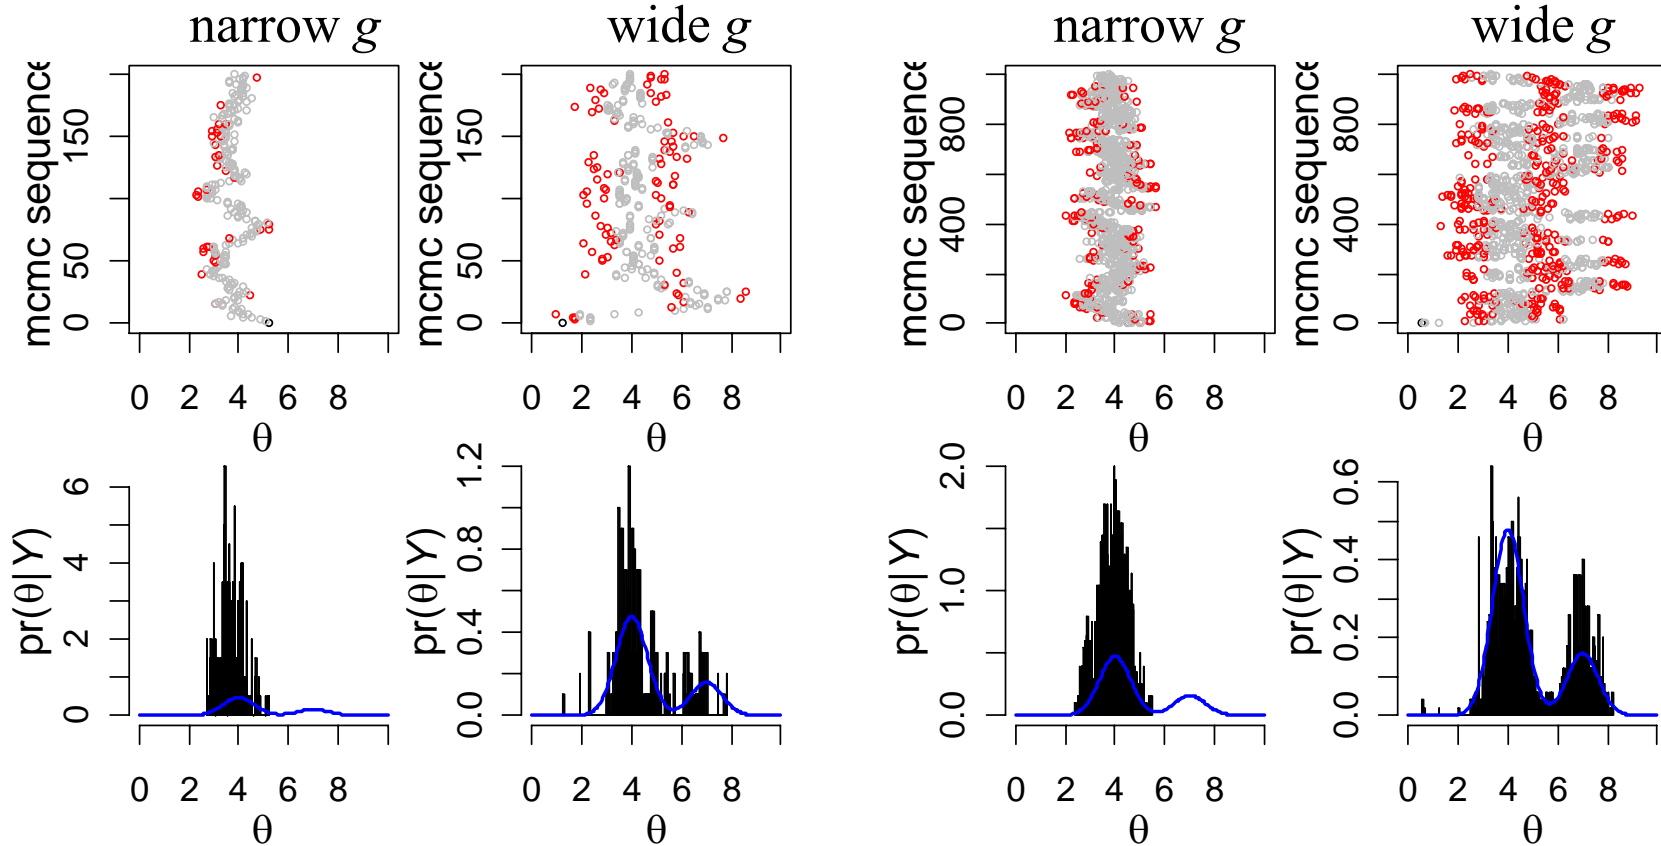 narrow g
wide g
narrow g
wide g
mcmc sequence
0 50 150
0 2 4 6 8
θ
mcmc sequence
0 50 150
0 2 4 6 8
θ
mcmc sequence
0 400 800
0 2 4 6 8
θ
mcmc sequence
0 400 800
0 2 4 6 8
θ
pr(θ|Y)
0 2 4 6
0 2 4 6 8
θ
pr(θ|Y)
0.0 0.4 0.8 1.2
0 2 4 6 8
θ
pr(θ|Y)
0.0 1.0 2.0
0 2 4 6 8
θ
pr(θ|Y)
0.0 0.2 0.4 0.6
0 2 4 6 8
θ